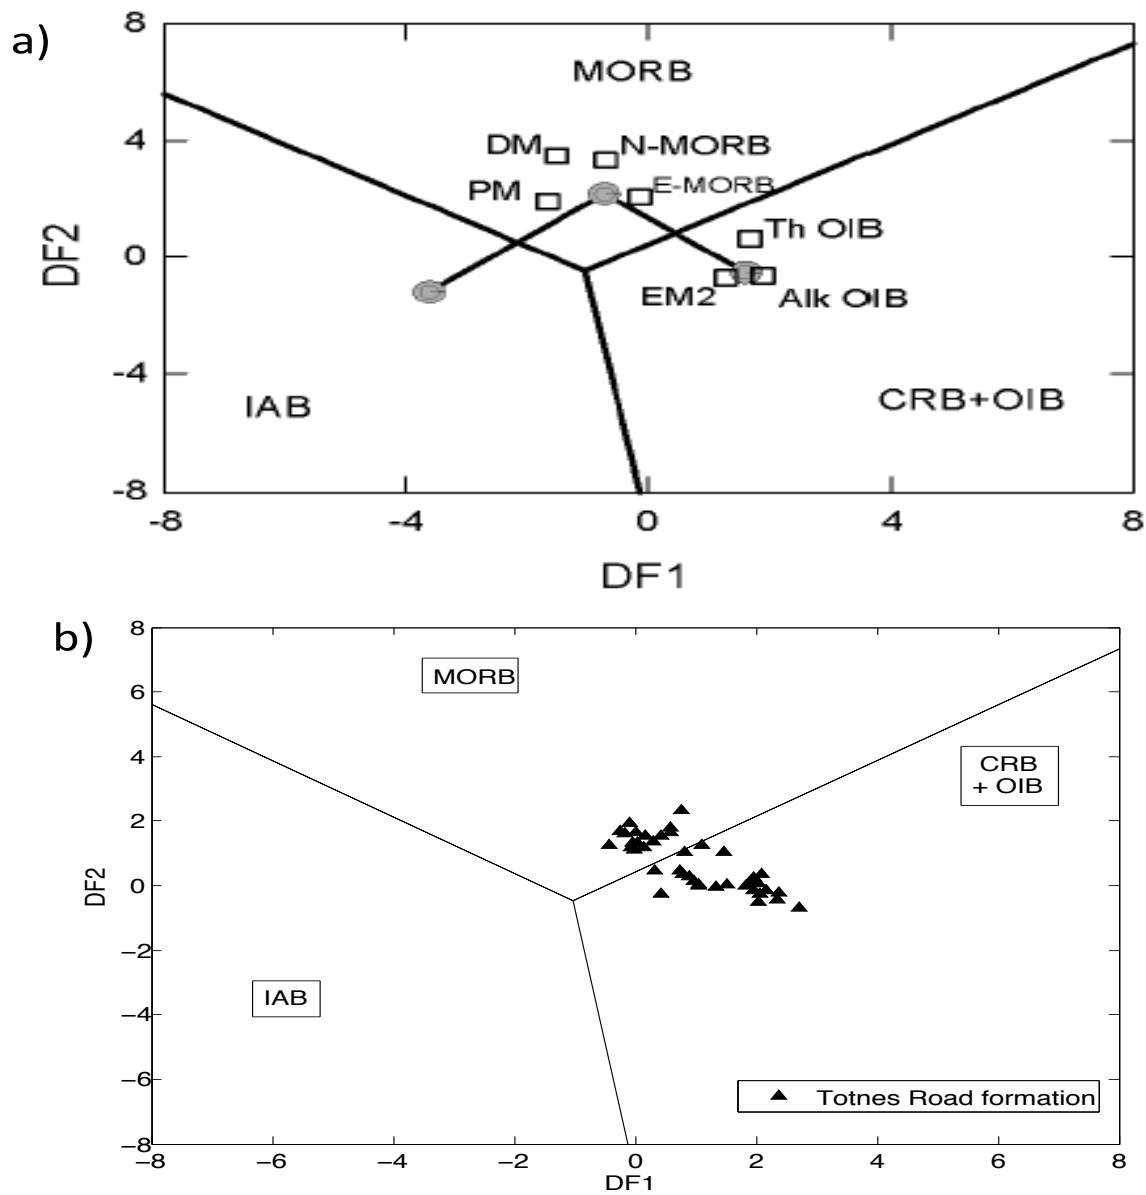 a)
8
MORB
4
DM N-MORB
PM E-MORB
Th OIB
DF2
0
EM2 Alk OIB
-4
IAB CRB+OIB
-8
-8 -4 0 4 8
DF1
b)
8
MORB
6
CRB
+ OIB
4
2
DF2
0
−2
IAB
−4
−6
Totnes Road formation
−8
−8 −6 −4 −2 0 2 4 6 8
DF1